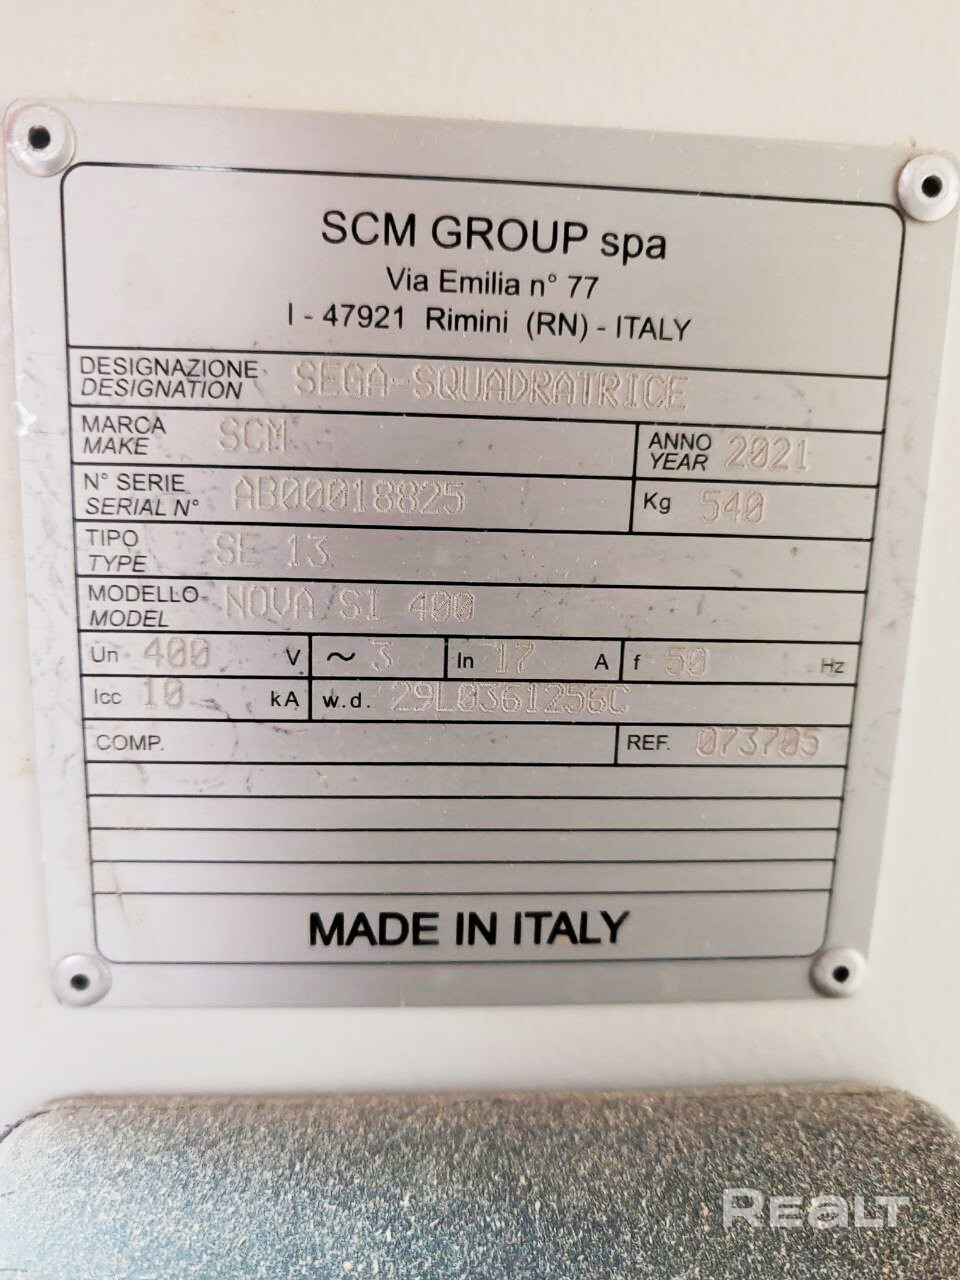 SCM GROUP spa
Via Emilia n° 77
I - 47921 Rimini (RN) - ITALY
DESIGNAZIONE SEGA-SQUADRATRICE
DESIGNATION
MARCA SCM ANNO 2021
MAKE YEAR
N° SERIE AB00018825 Kg 540
SERIAL N°
TIPO SE 13
TYPE
MODELLO NOVA SI 400
MODEL
Un 400 V ~ 3 In 17 A f 50 Hz
Icc 10 kA w.d. 29L0361256C
COMP. REF. 073705
MADE IN ITALY
REALT